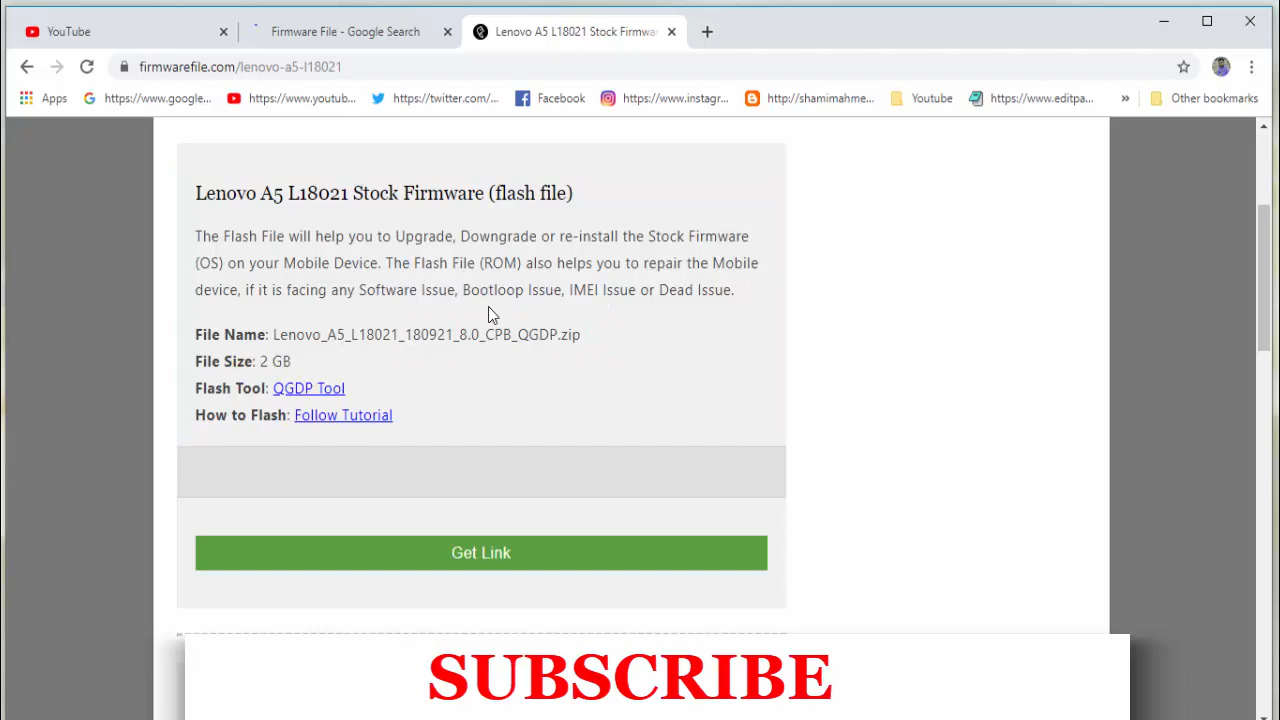 YouTube
Firmware File - Google Search
Lenovo A5 L18021 Stock Firmwa
firmwarefile.com/lenovo-a5-l18021
Apps
https://www.google...
https://www.youtub...
https://twitter.com/...
Facebook
https://www.instagr...
http://shamimahme...
Youtube
https://www.editpa...
»
Other bookmarks
Lenovo A5 L18021 Stock Firmware (flash file)
The Flash File will help you to Upgrade, Downgrade or re-install the Stock Firmware
(OS) on your Mobile Device. The Flash File (ROM) also helps you to repair the Mobile
device, if it is facing any Software Issue, Bootloop Issue, IMEI Issue or Dead Issue.
File Name: Lenovo_A5_L18021_180921_8.0_CPB_QGDP.zip
File Size: 2 GB
Flash Tool: QGDP Tool
How to Flash: Follow Tutorial
Get Link
SUBSCRIBE